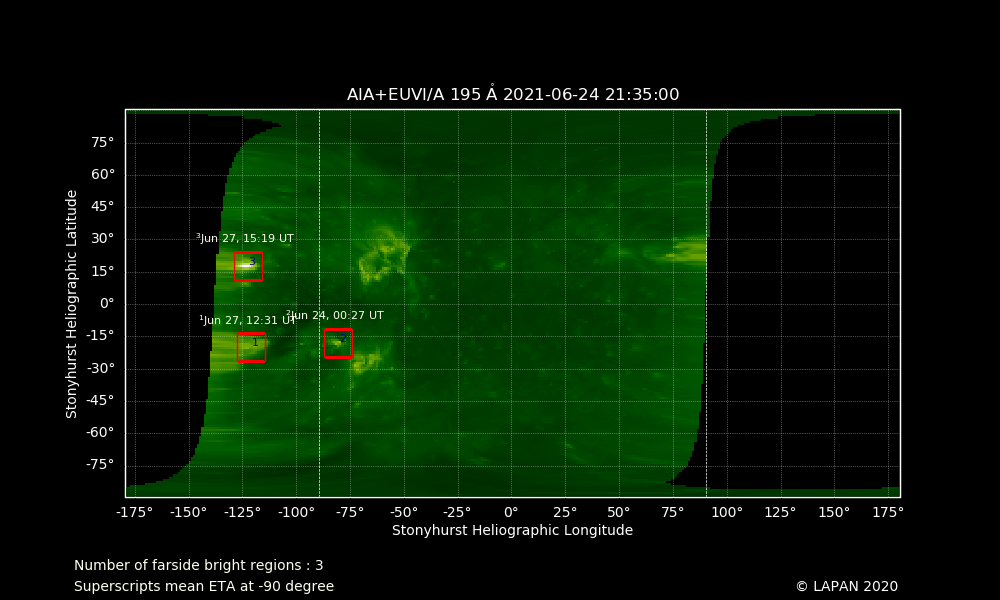 AIA+EUVI/A 195 Å 2021-06-24 21:35:00
Stonyhurst Heliographic Latitude
75°
60°
45°
30°
15°
0°
-15°
-30°
-45°
-60°
-75°
³Jun 27, 15:19 UT
3
¹Jun 27, 12:31 UT
1
²Jun 24, 00:27 UT
2
-175° -150° -125° -100° -75° -50° -25° 0° 25° 50° 75° 100° 125° 150° 175°
Stonyhurst Heliographic Longitude
Number of farside bright regions : 3
Superscripts mean ETA at -90 degree
© LAPAN 2020